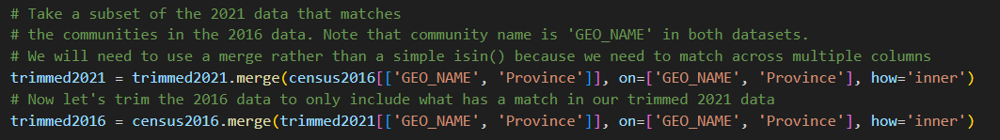 # Take a subset of the 2021 data that matches
# the communities in the 2016 data. Note that community name is 'GEO_NAME' in both datasets.
# We will need to use a merge rather than a simple isin() because we need to match across multiple columns
trimmed2021 = trimmed2021.merge(census2016[['GEO_NAME', 'Province']], on=['GEO_NAME', 'Province'], how='inner')
# Now let's trim the 2016 data to only include what has a match in our trimmed 2021 data
trimmed2016 = census2016.merge(trimmed2021[['GEO_NAME', 'Province']], on=['GEO_NAME', 'Province'], how='inner')